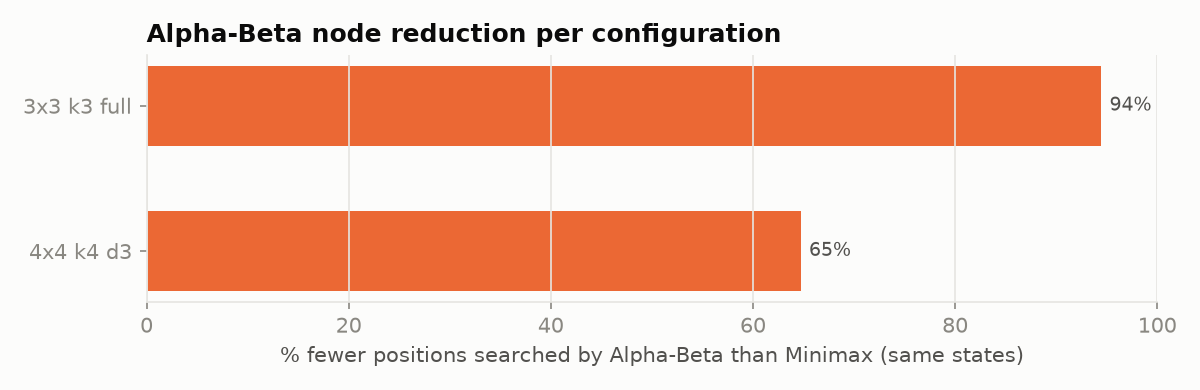 Alpha-Beta node reduction per configuration
3x3 k3 full
94%
4x4 k4 d3
65%
0 20 40 60 80 100
% fewer positions searched by Alpha-Beta than Minimax (same states)